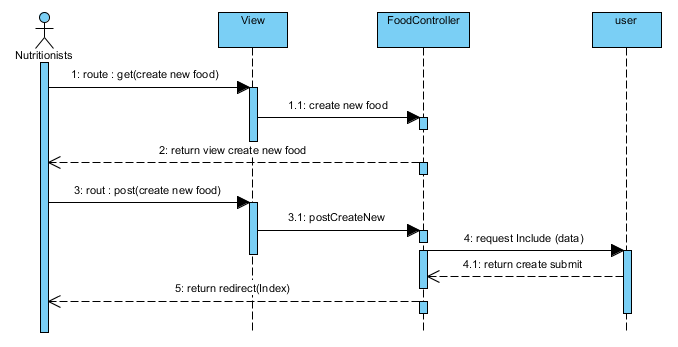 View
FoodController
user
Nutritionists
1: route : get(create new food)
1.1: create new food
2: return view create new food
3: rout : post(create new food)
3.1: postCreateNew
4: request Include (data)
4.1: return create submit
5: return redirect(Index)